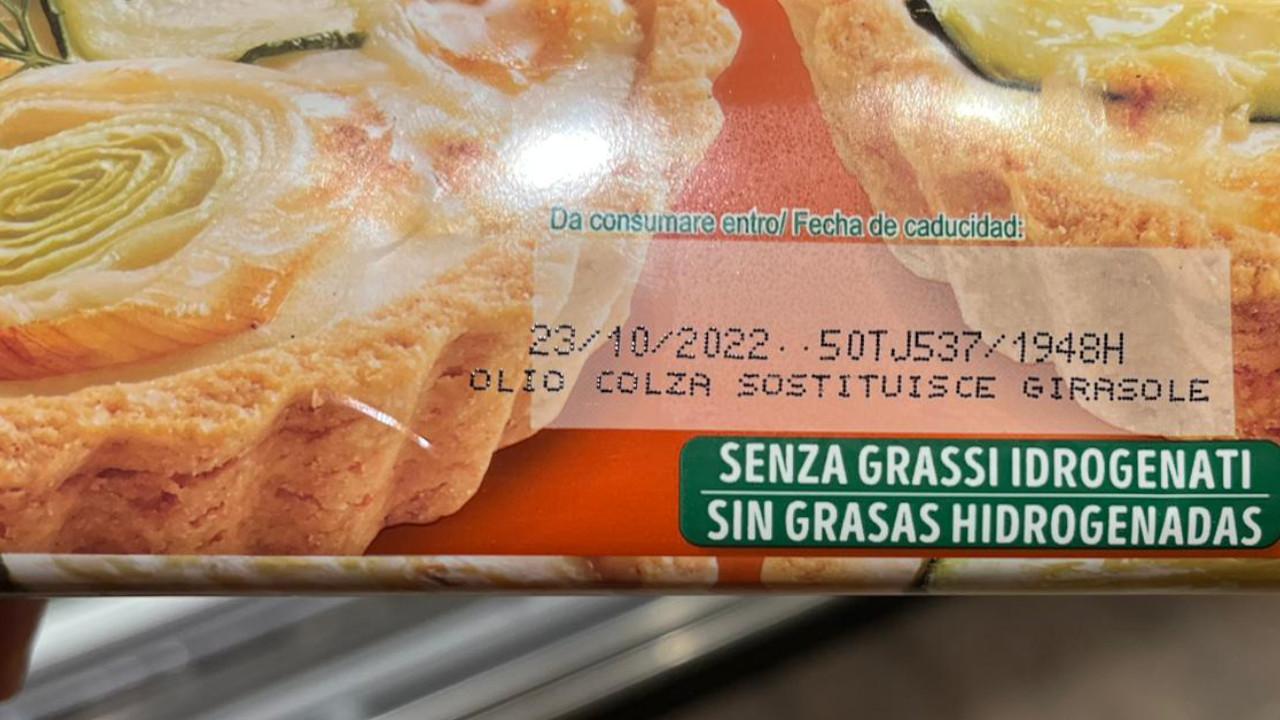 Da consumare entro/ Fecha de caducidad:
23/10/2022··50TJ537/1948H
OLIO COLZA SOSTITUISCE GIRASOLE
SENZA GRASSI IDROGENATI
SIN GRASAS HIDROGENADAS